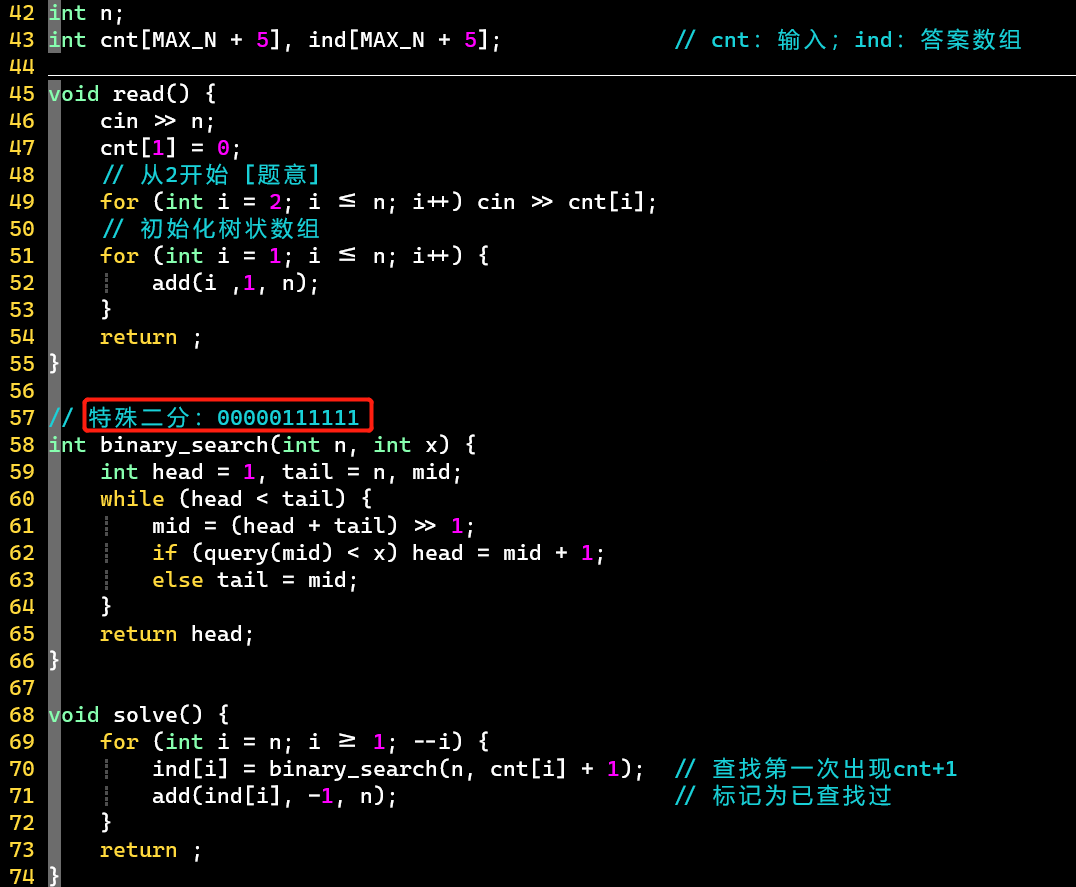 42 int n;
43 int cnt[MAX_N + 5], ind[MAX_N + 5];             // cnt: 输入; ind: 答案数组
44
45 void read() {
46     cin >> n;
47     cnt[1] = 0;
48     // 从2开始 [题意]
49     for (int i = 2; i <= n; i++) cin >> cnt[i];
50     // 初始化树状数组
51     for (int i = 1; i <= n; i++) {
52         add(i ,1, n);
53     }
54     return ;
55 }
56
57 // 特殊二分: 00000111111
58 int binary_search(int n, int x) {
59     int head = 1, tail = n, mid;
60     while (head < tail) {
61         mid = (head + tail) >> 1;
62         if (query(mid) < x) head = mid + 1;
63         else tail = mid;
64     }
65     return head;
66 }
67
68 void solve() {
69     for (int i = n; i >= 1; --i) {
70         ind[i] = binary_search(n, cnt[i] + 1);  // 查找第一次出现cnt+1
71         add(ind[i], -1, n);                     // 标记为已查找过
72     }
73     return ;
74 }